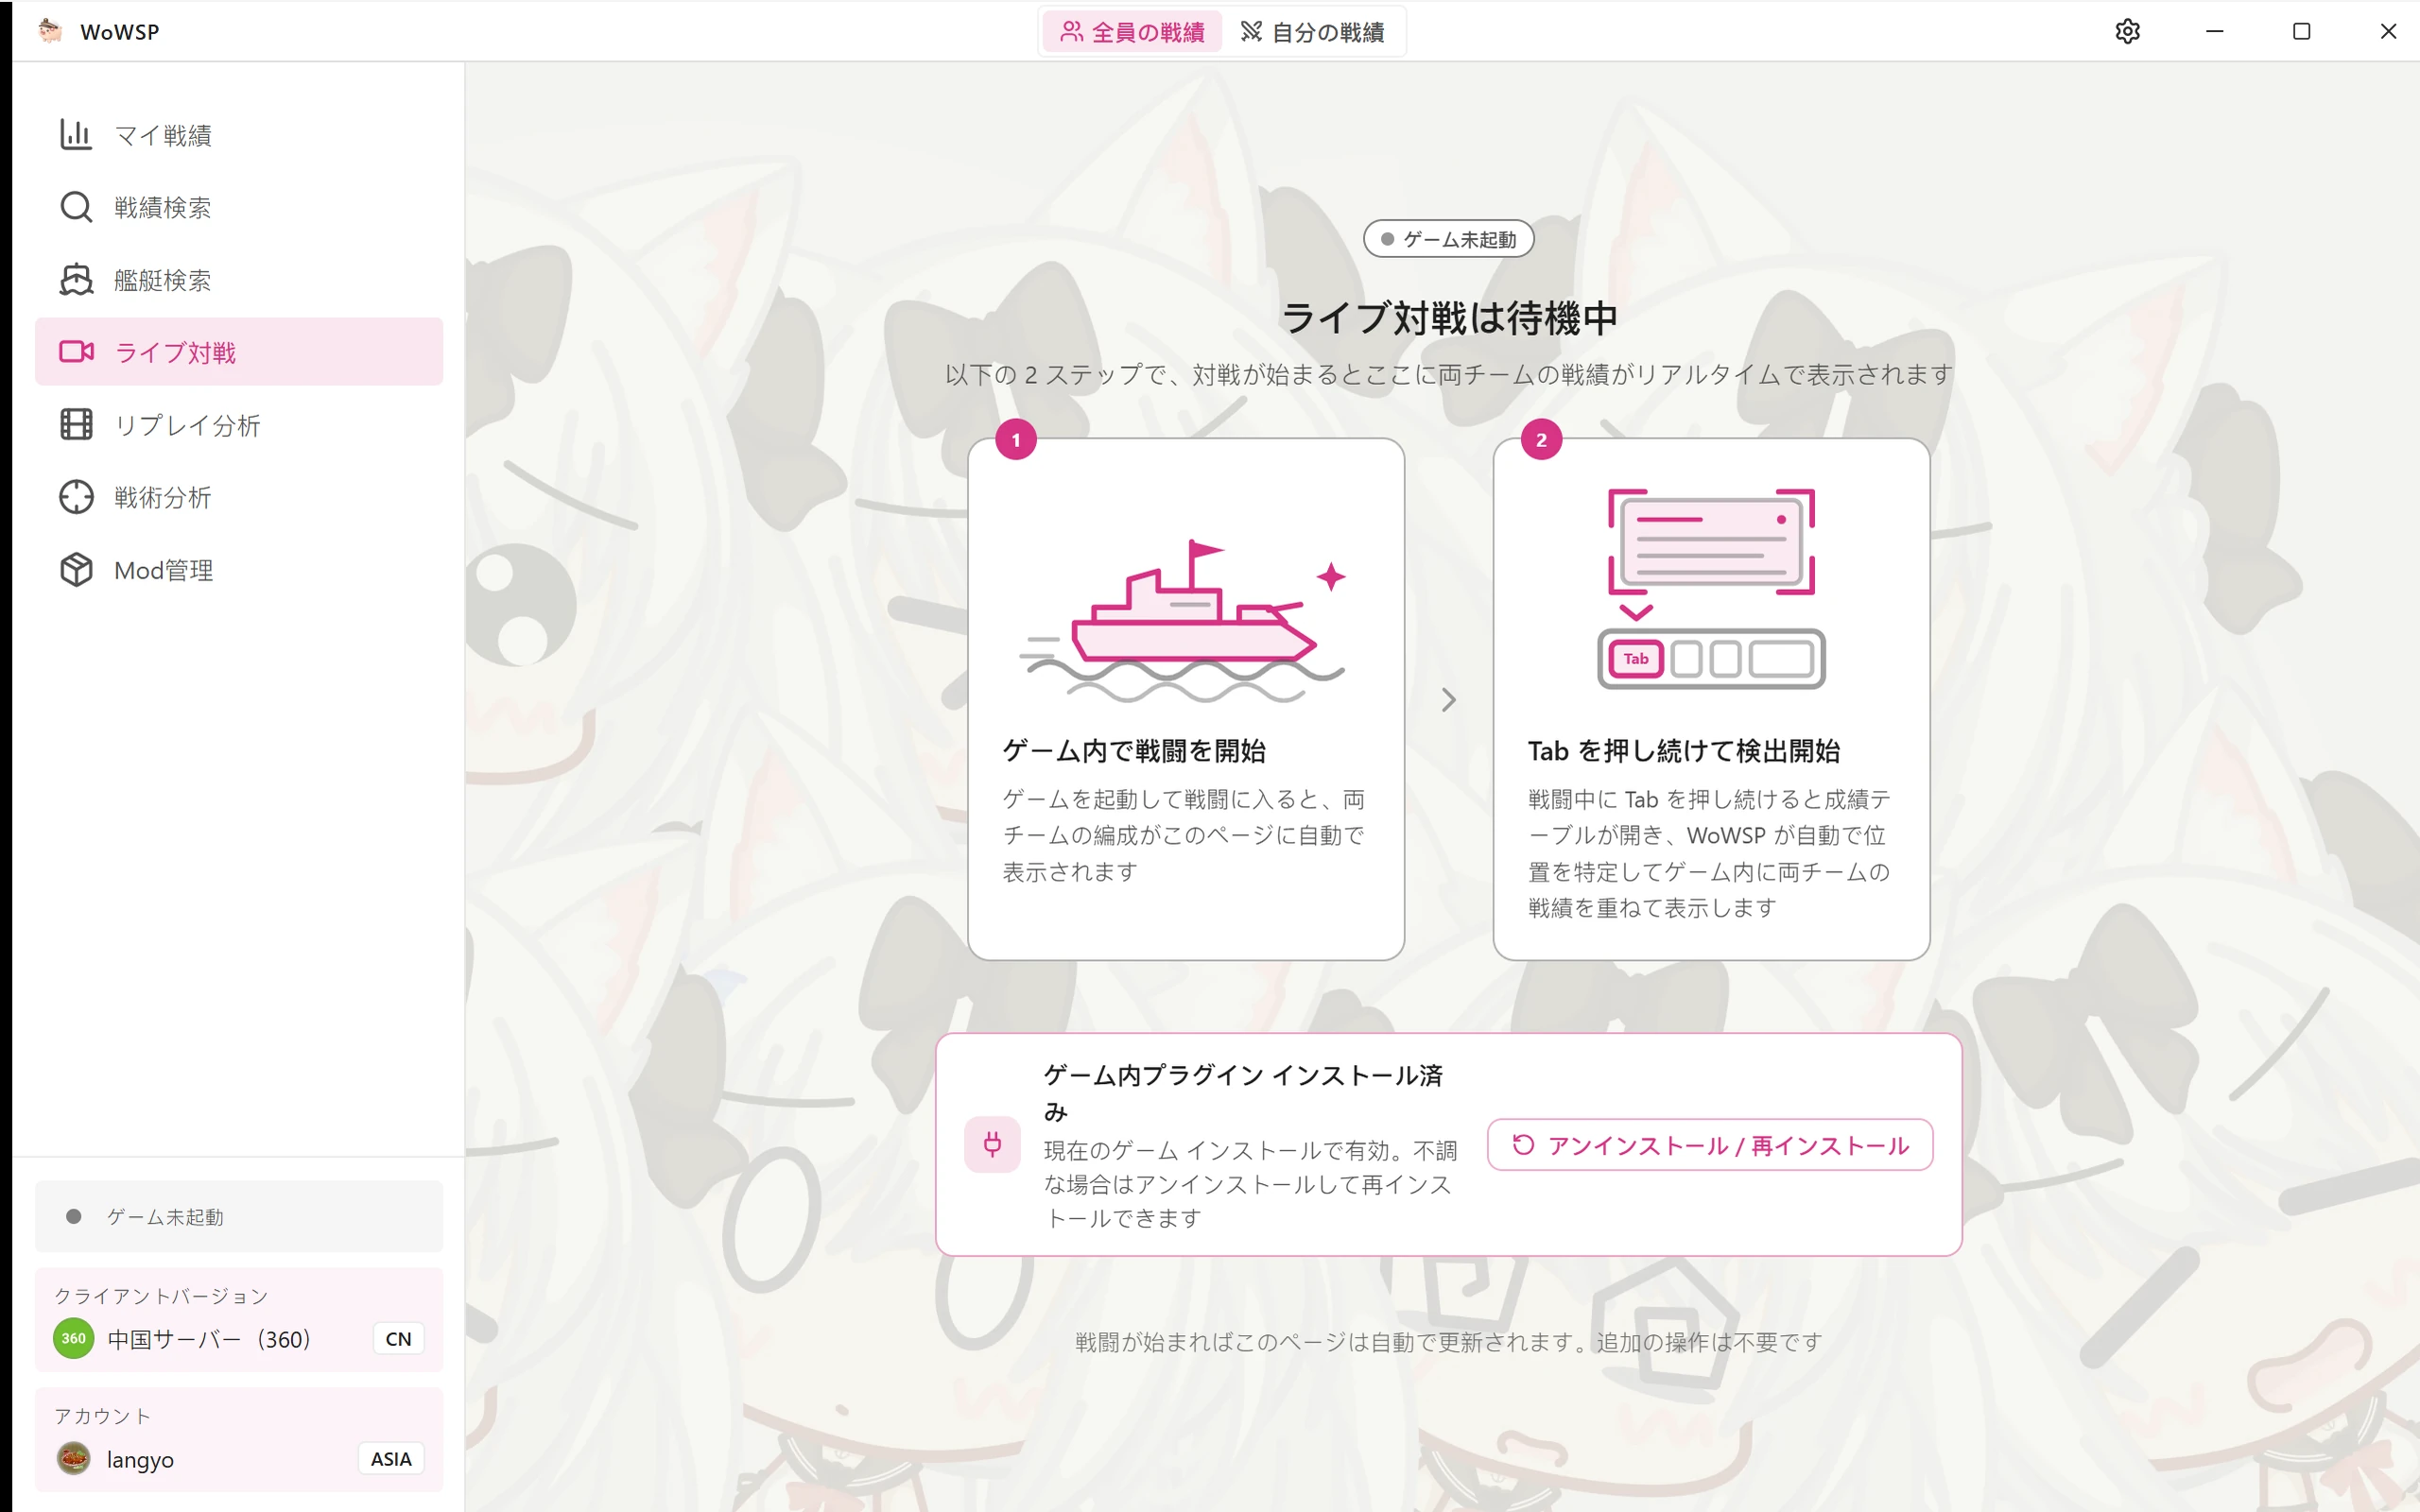 WoWSP
全員の戦績
自分の戦績
マイ戦績
戦績検索
艦艇検索
ライブ対戦
リプレイ分析
戦術分析
Mod管理
ゲーム未起動
クライアントバージョン
360
中国サーバー（360）
CN
アカウント
langyo
ASIA
ゲーム未起動
ライブ対戦は待機中
以下の 2 ステップで、対戦が始まるとここに両チームの戦績がリアルタイムで表示されます
1
ゲーム内で戦闘を開始
ゲームを起動して戦闘に入ると、両
チームの編成がこのページに自動で
表示されます
2
Tab
Tab を押し続けて検出開始
戦闘中に Tab を押し続けると成績テ
ーブルが開き、WoWSP が自動で位
置を特定してゲーム内に両チームの
戦績を重ねて表示します
ゲーム内プラグイン インストール済
み
現在のゲーム インストールで有効。不調
な場合はアンインストールして再インス
トールできます
アンインストール / 再インストール
戦闘が始まればこのページは自動で更新されます。追加の操作は不要です